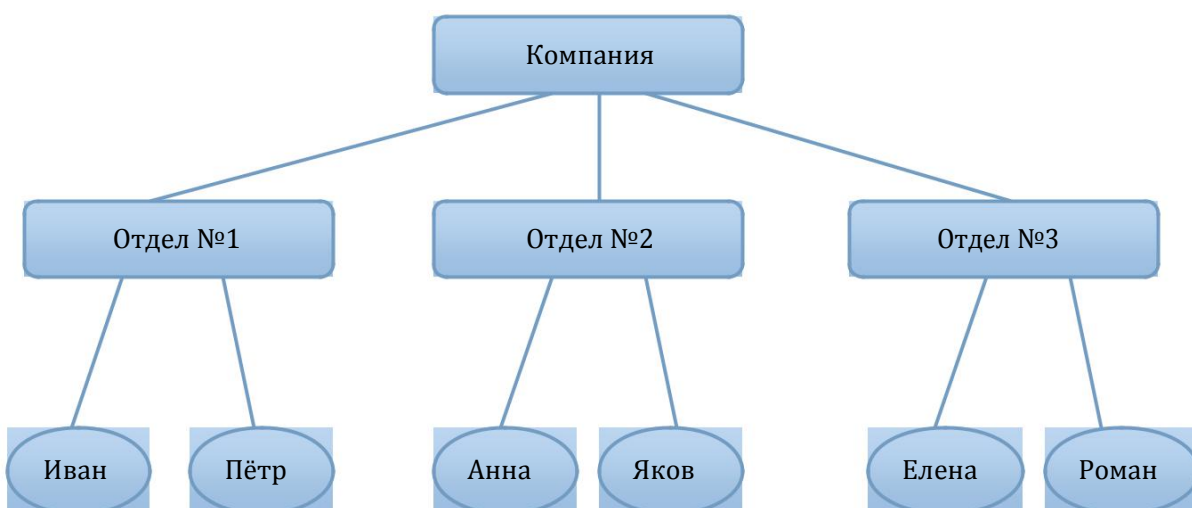 Компания
Отдел №1
Отдел №2
Отдел №3
Иван
Пётр
Анна
Яков
Елена
Роман